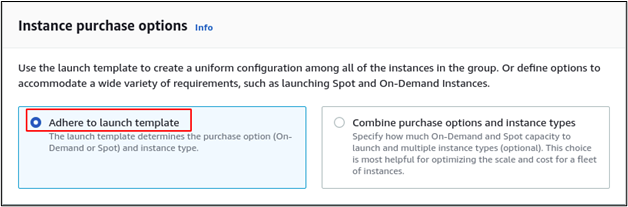 Instance purchase options Info
Use the launch template to create a uniform configuration among all of the instances in the group. Or define options to
accommodate a wide variety of requirements, such as launching Spot and On-Demand Instances.
Adhere to launch template
The launch template determines the purchase option (On-
Demand or Spot) and instance type.
Combine purchase options and instance types
Specify how much On-Demand and Spot capacity to
launch and multiple instance types (optional). This choice
is most helpful for optimizing the scale and cost for a fleet
of instances.